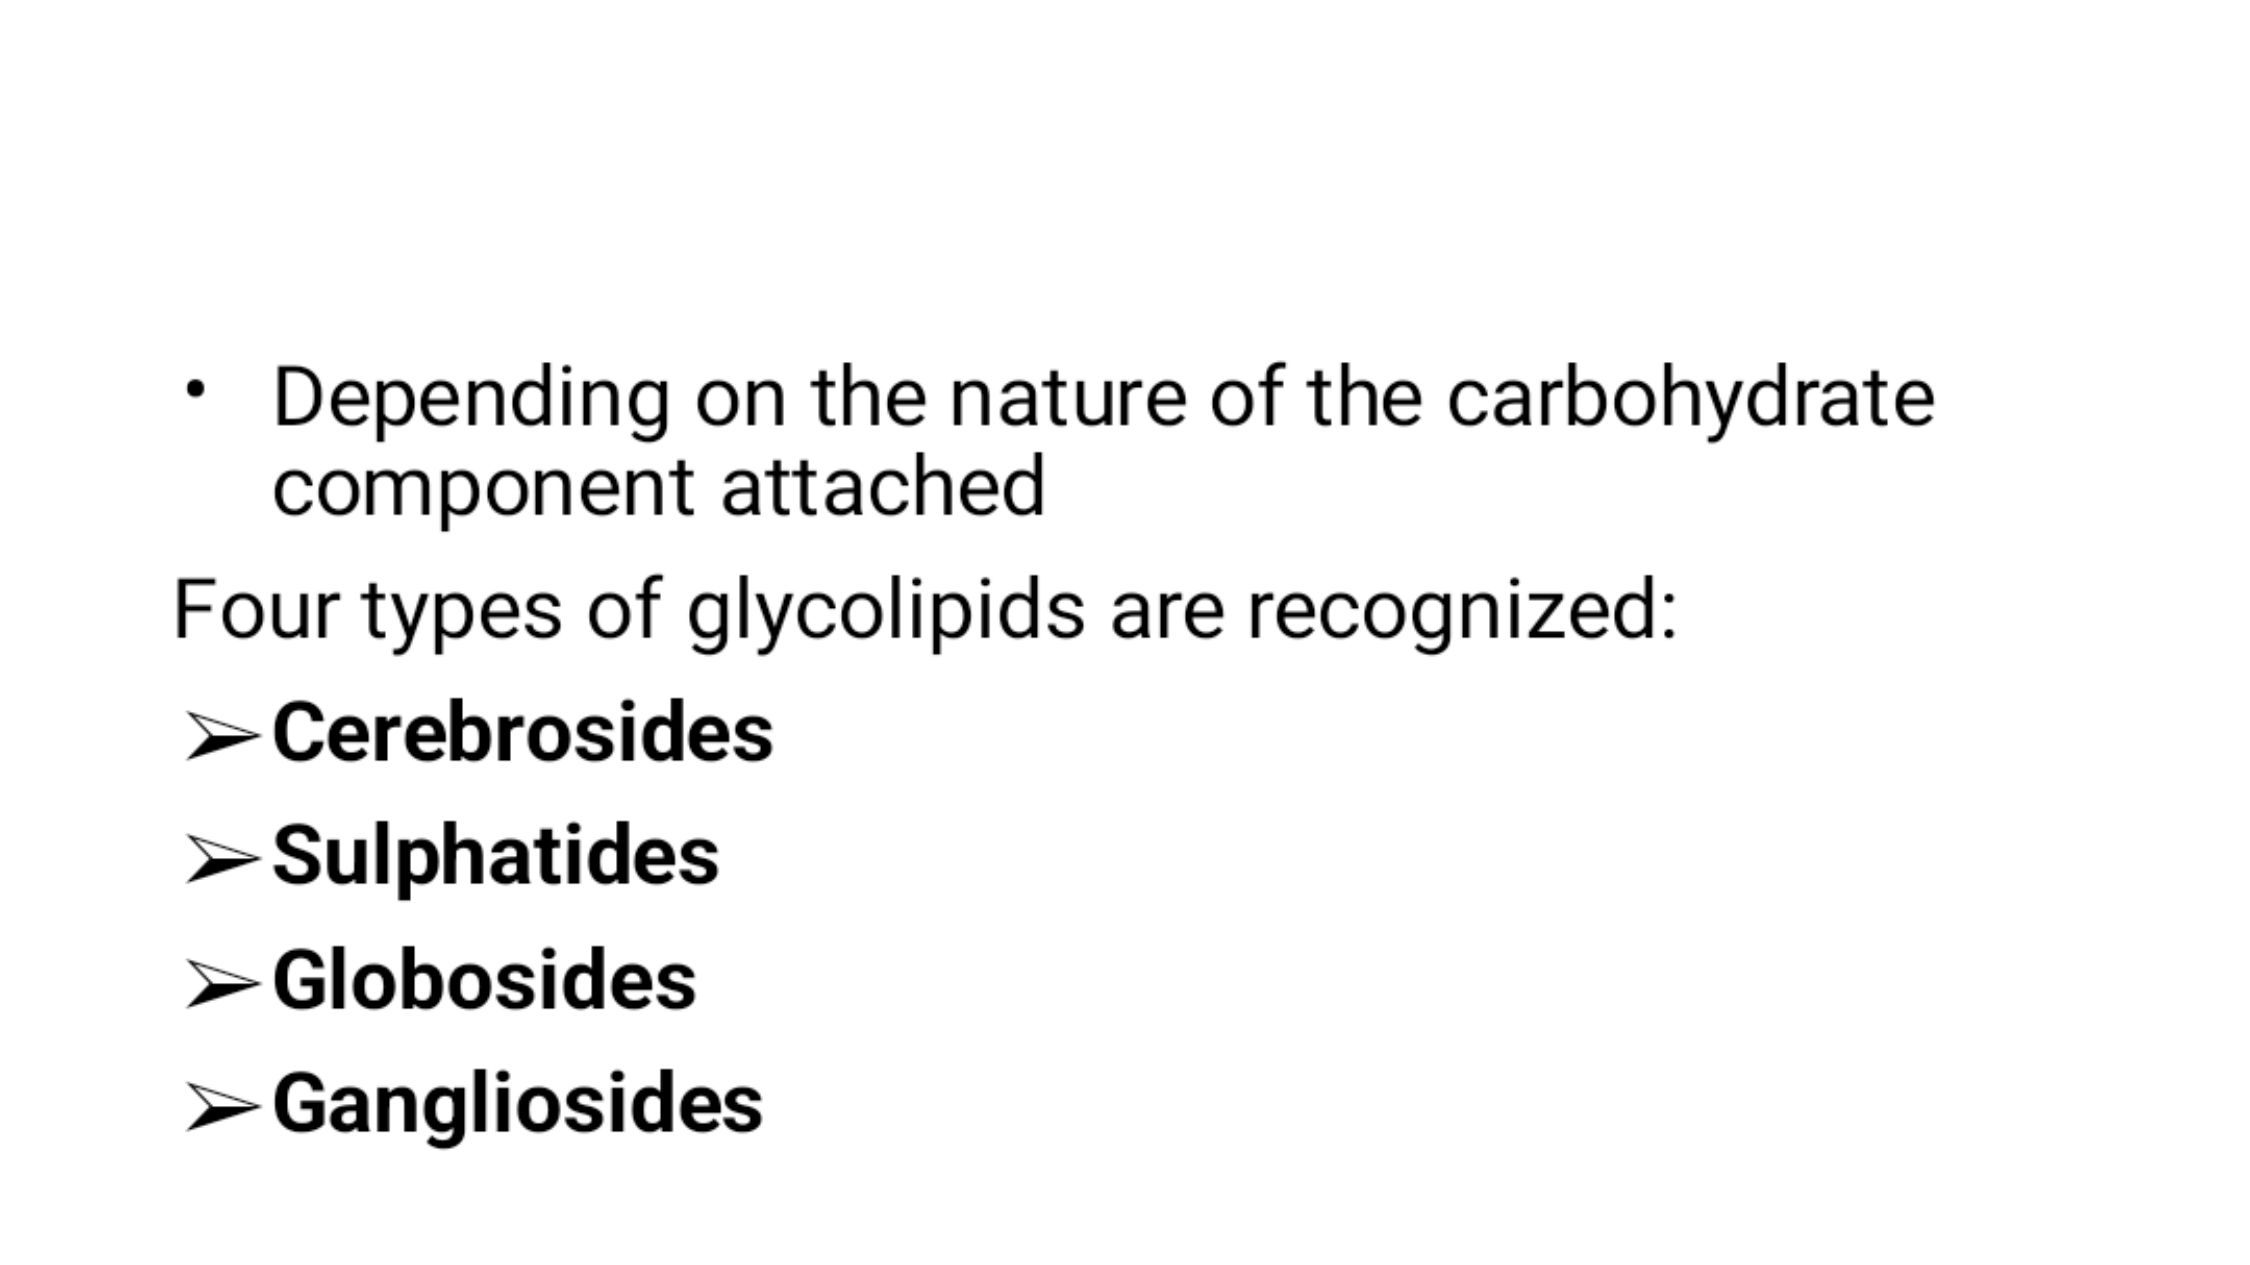 • Depending on the nature of the carbohydrate
component attached
Four types of glycolipids are recognized:
➢Cerebrosides
➢Sulphatides
➢Globosides
➢Gangliosides